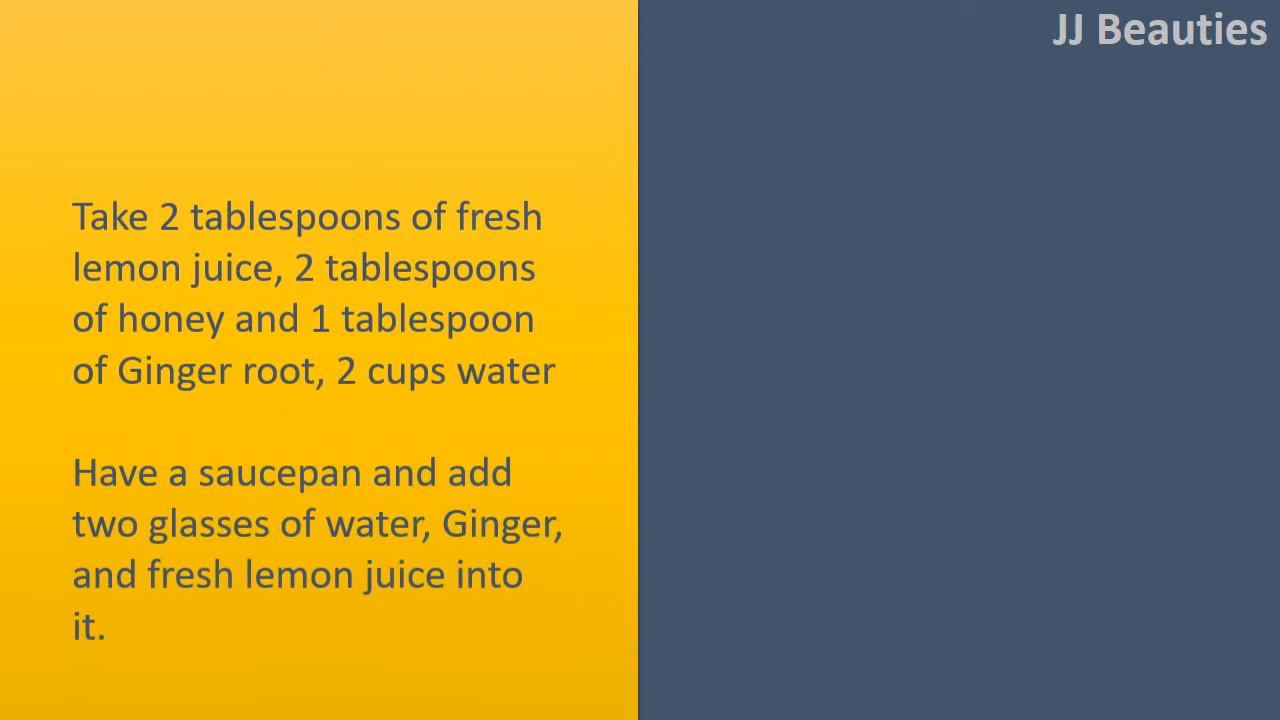 JJ Beauties
Take 2 tablespoons of fresh
lemon juice, 2 tablespoons
of honey and 1 tablespoon
of Ginger root, 2 cups water
Have a saucepan and add
two glasses of water, Ginger,
and fresh lemon juice into
it.